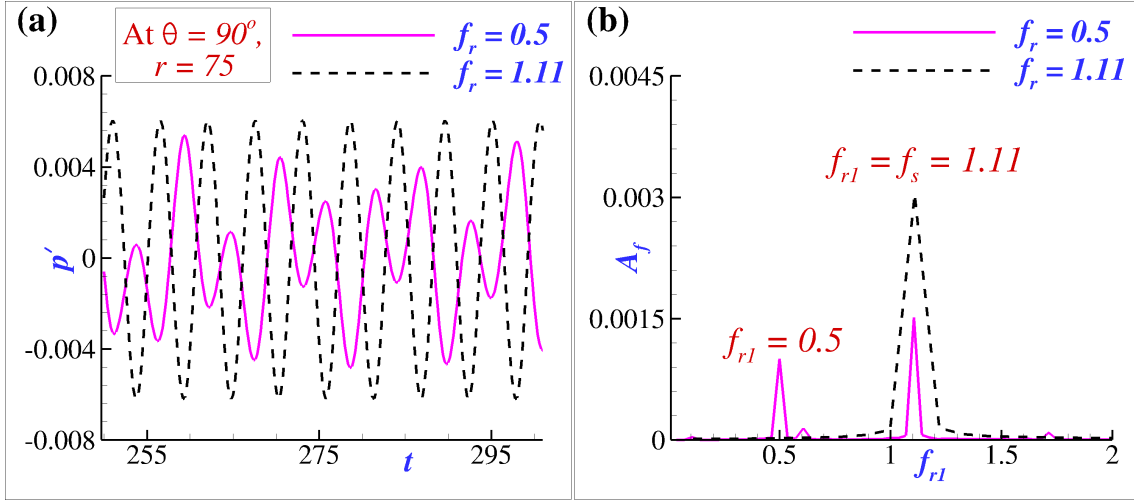 (a)
At θ = 90°,
r = 75
f_r = 0.5
f_r = 1.11
0.008
0.004
0
-0.004
-0.008
p'
255
275
295
t
(b)
f_r = 0.5
f_r = 1.11
0.0045
0.003
0.0015
0
A_f
f_r1 = f_s = 1.11
f_r1 = 0.5
0.5
1
1.5
2
f_r1